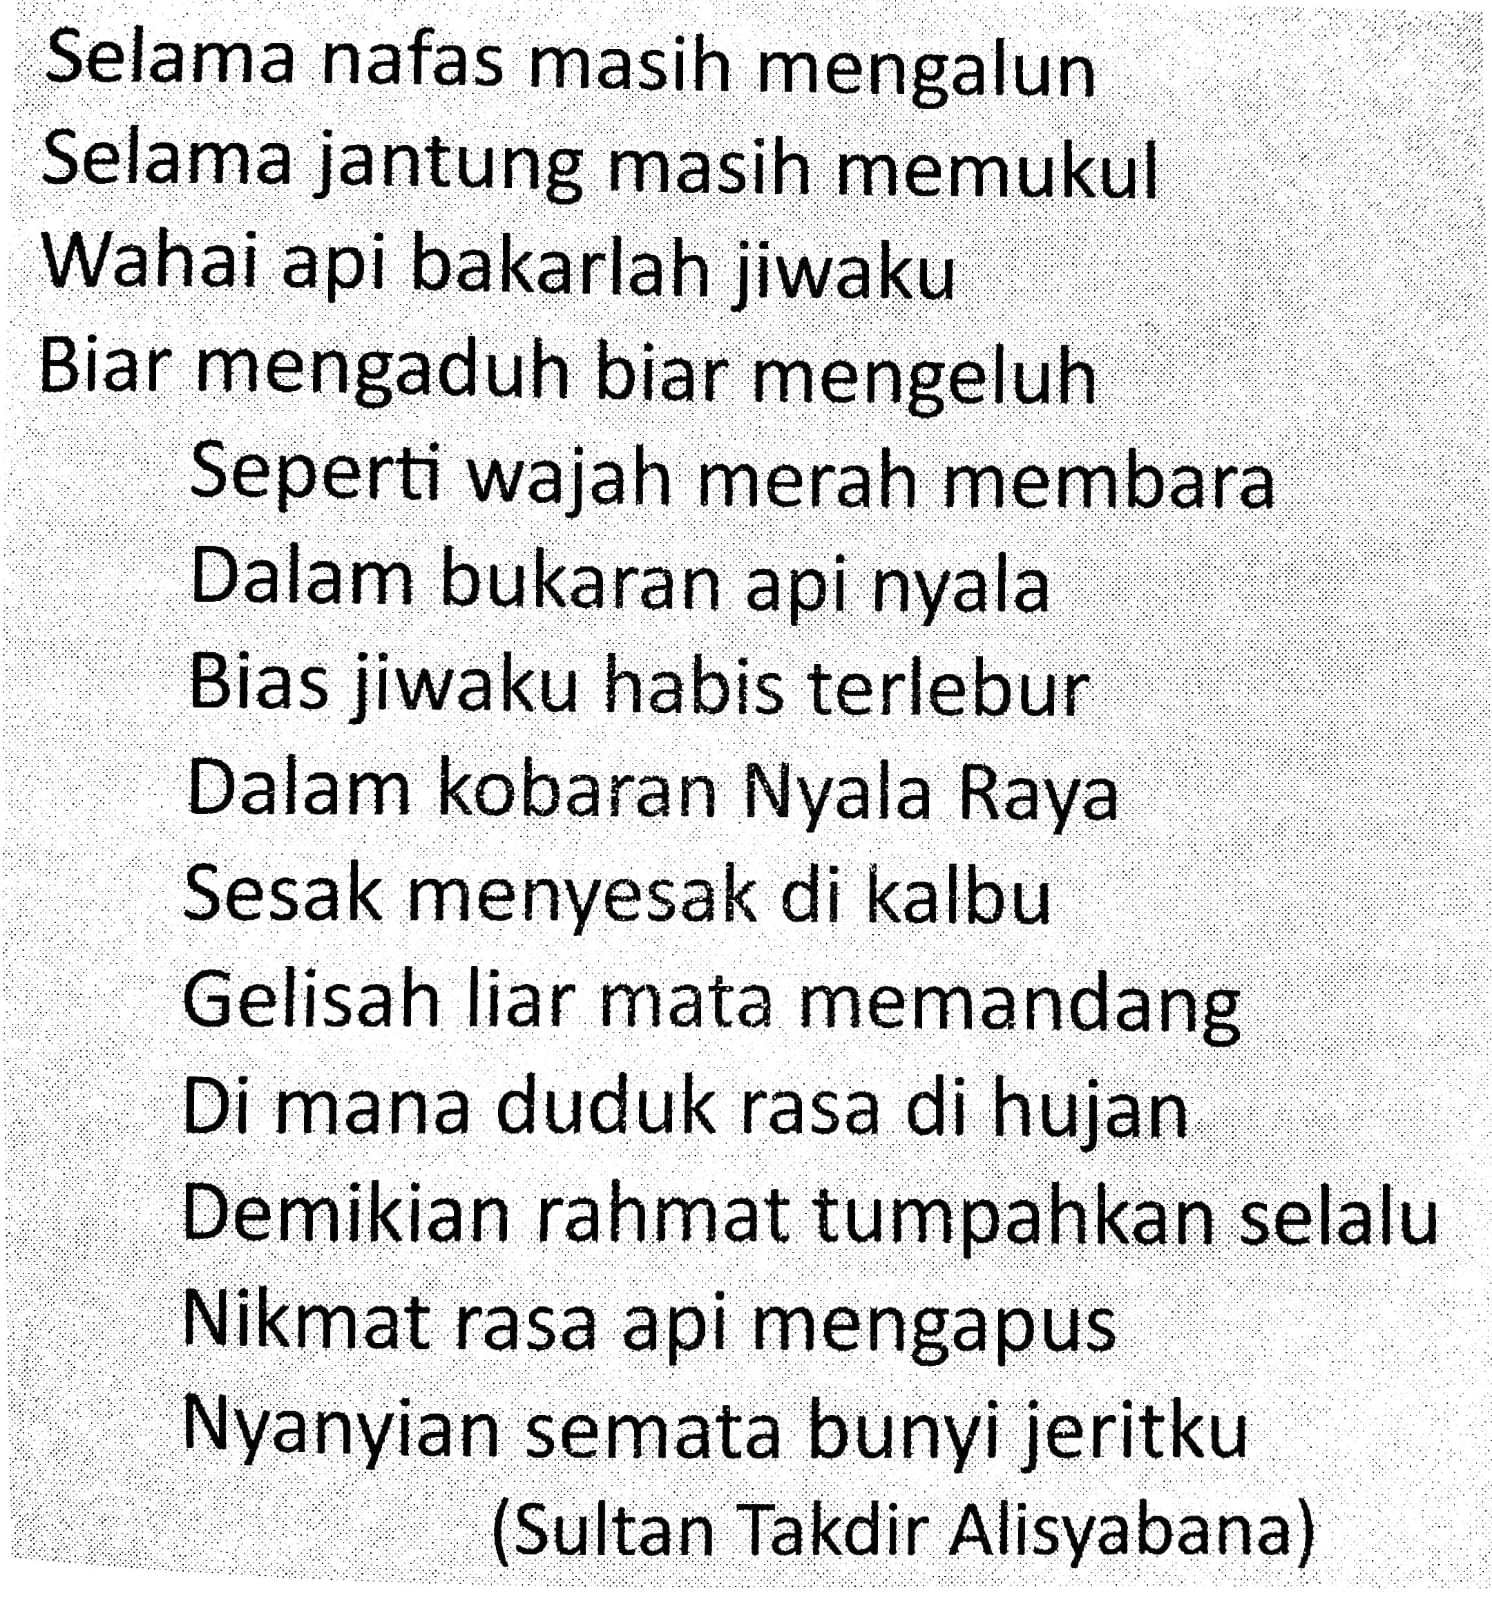 Selama nafas masih mengalun
Selama jantung masih memukul
Wahai api bakarlah jiwaku
Biar mengaduh biar mengeluh
Seperti wajah merah membara
Dalam bukaran api nyala
Bias jiwaku habis terlebur
Dalam kobaran Nyala Raya
Sesak menyesak di kalbu
Gelisah liar mata memandang
Di mana duduk rasa di hujan
Demikian rahmat tumpahkan selalu
Nikmat rasa api mengapus
Nyanyian semata bunyi jeritku
(Sultan Takdir Alisyabana)